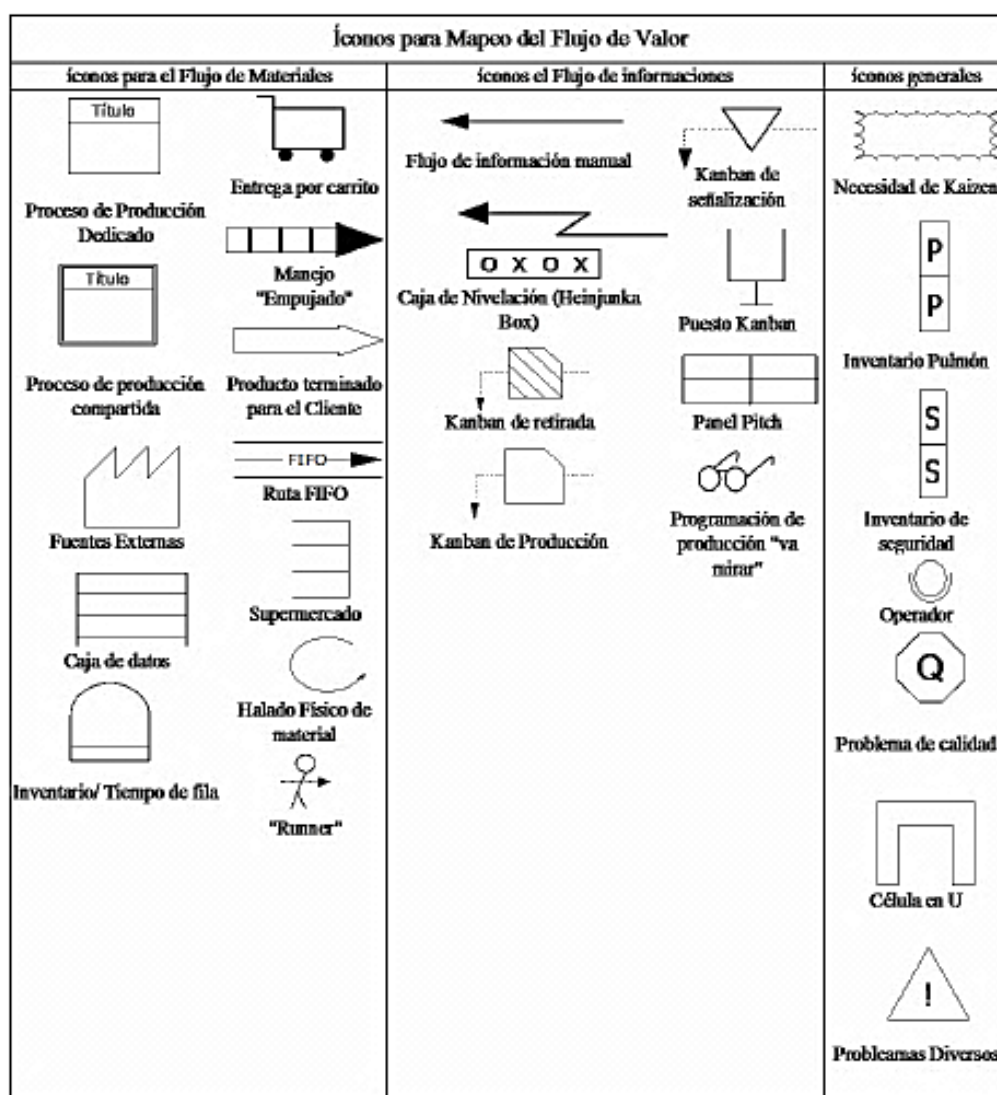 Íconos para Mapeo del Flujo de Valor
íconos para el Flujo de Materiales
íconos el Flujo de informaciones
íconos generales
Título
Proceso de Producción
Dedicado
Título
Proceso de producción
compartida
Fuentes Externas
Caja de datos
Inventario/ Tiempo de fila
Entrega por carrito
Manejo
"Empujado"
Producto terminado
para el Cliente
FIFO
Ruta FIFO
Supermercado
Halado Físico de
material
"Runner"
Flujo de información manual
O X O X
Caja de Nivelación (Heinjunka
Box)
Kanban de retirada
Kanban de Producción
Kanban de
señalización
Puesto Kanban
Panel Pitch
Programación de
producción "va
mirar"
Necesidad de Kaizen
P
P
Inventario Pulmón
S
S
Inventario de
seguridad
Operador
Q
Problema de calidad
Célula en U
!
Probleamas Diversos